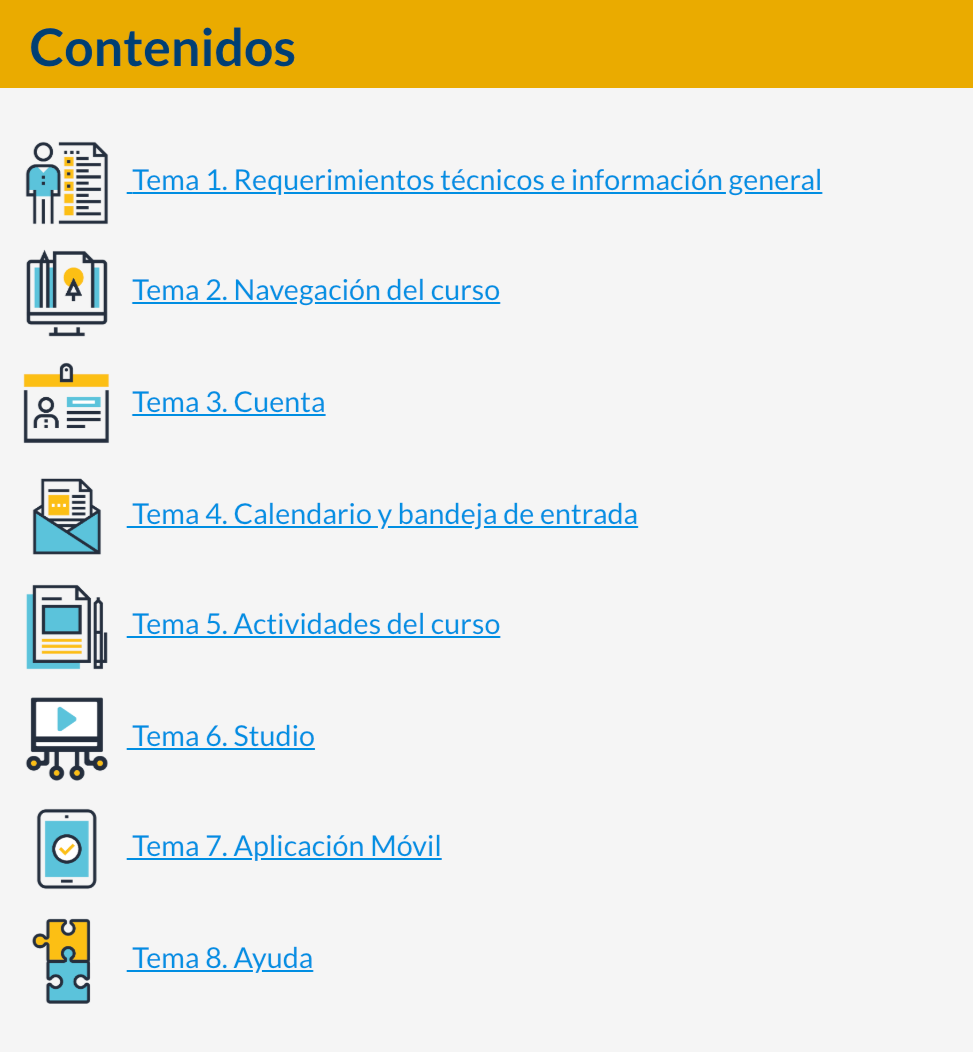 Contenidos
Tema 1. Requerimientos técnicos e información general
Tema 2. Navegación del curso
Tema 3. Cuenta
Tema 4. Calendario y bandeja de entrada
Tema 5. Actividades del curso
Tema 6. Studio
Tema 7. Aplicación Móvil
Tema 8. Ayuda